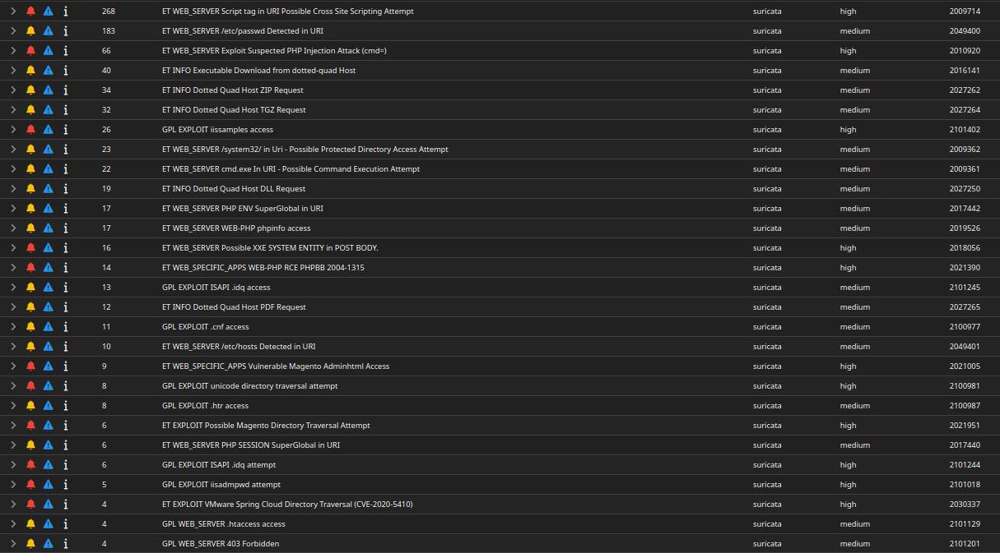 268 ET WEB_SERVER Script tag in URI Possible Cross Site Scripting Attempt suricata high 2009714
183 ET WEB_SERVER /etc/passwd Detected in URI suricata medium 2049400
66 ET WEB_SERVER Exploit Suspected PHP Injection Attack (cmd=) suricata high 2010920
40 ET INFO Executable Download from dotted-quad Host suricata medium 2016141
34 ET INFO Dotted Quad Host ZIP Request suricata medium 2027262
32 ET INFO Dotted Quad Host TGZ Request suricata medium 2027264
26 GPL EXPLOIT iissamples access suricata high 2101402
23 ET WEB_SERVER /system32/ in Uri - Possible Protected Directory Access Attempt suricata medium 2009362
22 ET WEB_SERVER cmd.exe In URI - Possible Command Execution Attempt suricata medium 2009361
19 ET INFO Dotted Quad Host DLL Request suricata medium 2027250
17 ET WEB_SERVER PHP ENV SuperGlobal in URI suricata medium 2017442
17 ET WEB_SERVER WEB-PHP phpinfo access suricata medium 2019526
16 ET WEB_SERVER Possible XXE SYSTEM ENTITY in POST BODY. suricata high 2018056
14 ET WEB_SPECIFIC_APPS WEB-PHP RCE PHPBB 2004-1315 suricata high 2021390
13 GPL EXPLOIT ISAPI .idq access suricata medium 2101245
12 ET INFO Dotted Quad Host PDF Request suricata medium 2027265
11 GPL EXPLOIT .cnf access suricata medium 2100977
10 ET WEB_SERVER /etc/hosts Detected in URI suricata medium 2049401
9 ET WEB_SPECIFIC_APPS Vulnerable Magento Adminhtml Access suricata high 2021005
8 GPL EXPLOIT unicode directory traversal attempt suricata high 2100981
8 GPL EXPLOIT .htr access suricata medium 2100987
6 ET EXPLOIT Possible Magento Directory Traversal Attempt suricata high 2021951
6 ET WEB_SERVER PHP SESSION SuperGlobal in URI suricata medium 2017440
6 GPL EXPLOIT ISAPI .idq attempt suricata high 2101244
5 GPL EXPLOIT iisadmpwd attempt suricata high 2101018
4 ET EXPLOIT VMware Spring Cloud Directory Traversal (CVE-2020-5410) suricata high 2030337
4 GPL WEB_SERVER .htaccess access suricata medium 2101129
4 GPL WEB_SERVER 403 Forbidden suricata medium 2101201